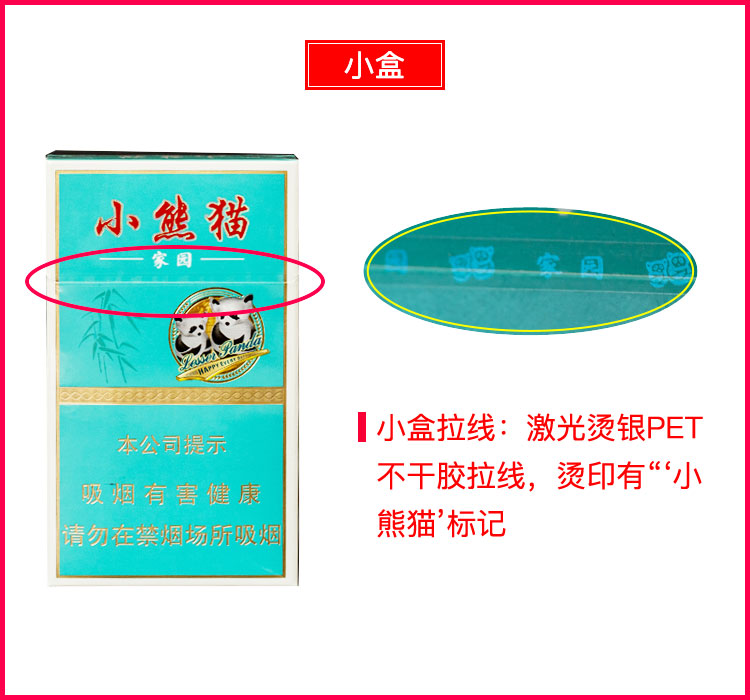 小盒
小熊猫
家园
家园
Lesser Panda
HAPPY EVERY DAY
本公司提示
吸烟有害健康
请勿在禁烟场所吸烟
小盒拉线：激光烫银PET
不干胶拉线，烫印有“‘小
熊猫’标记